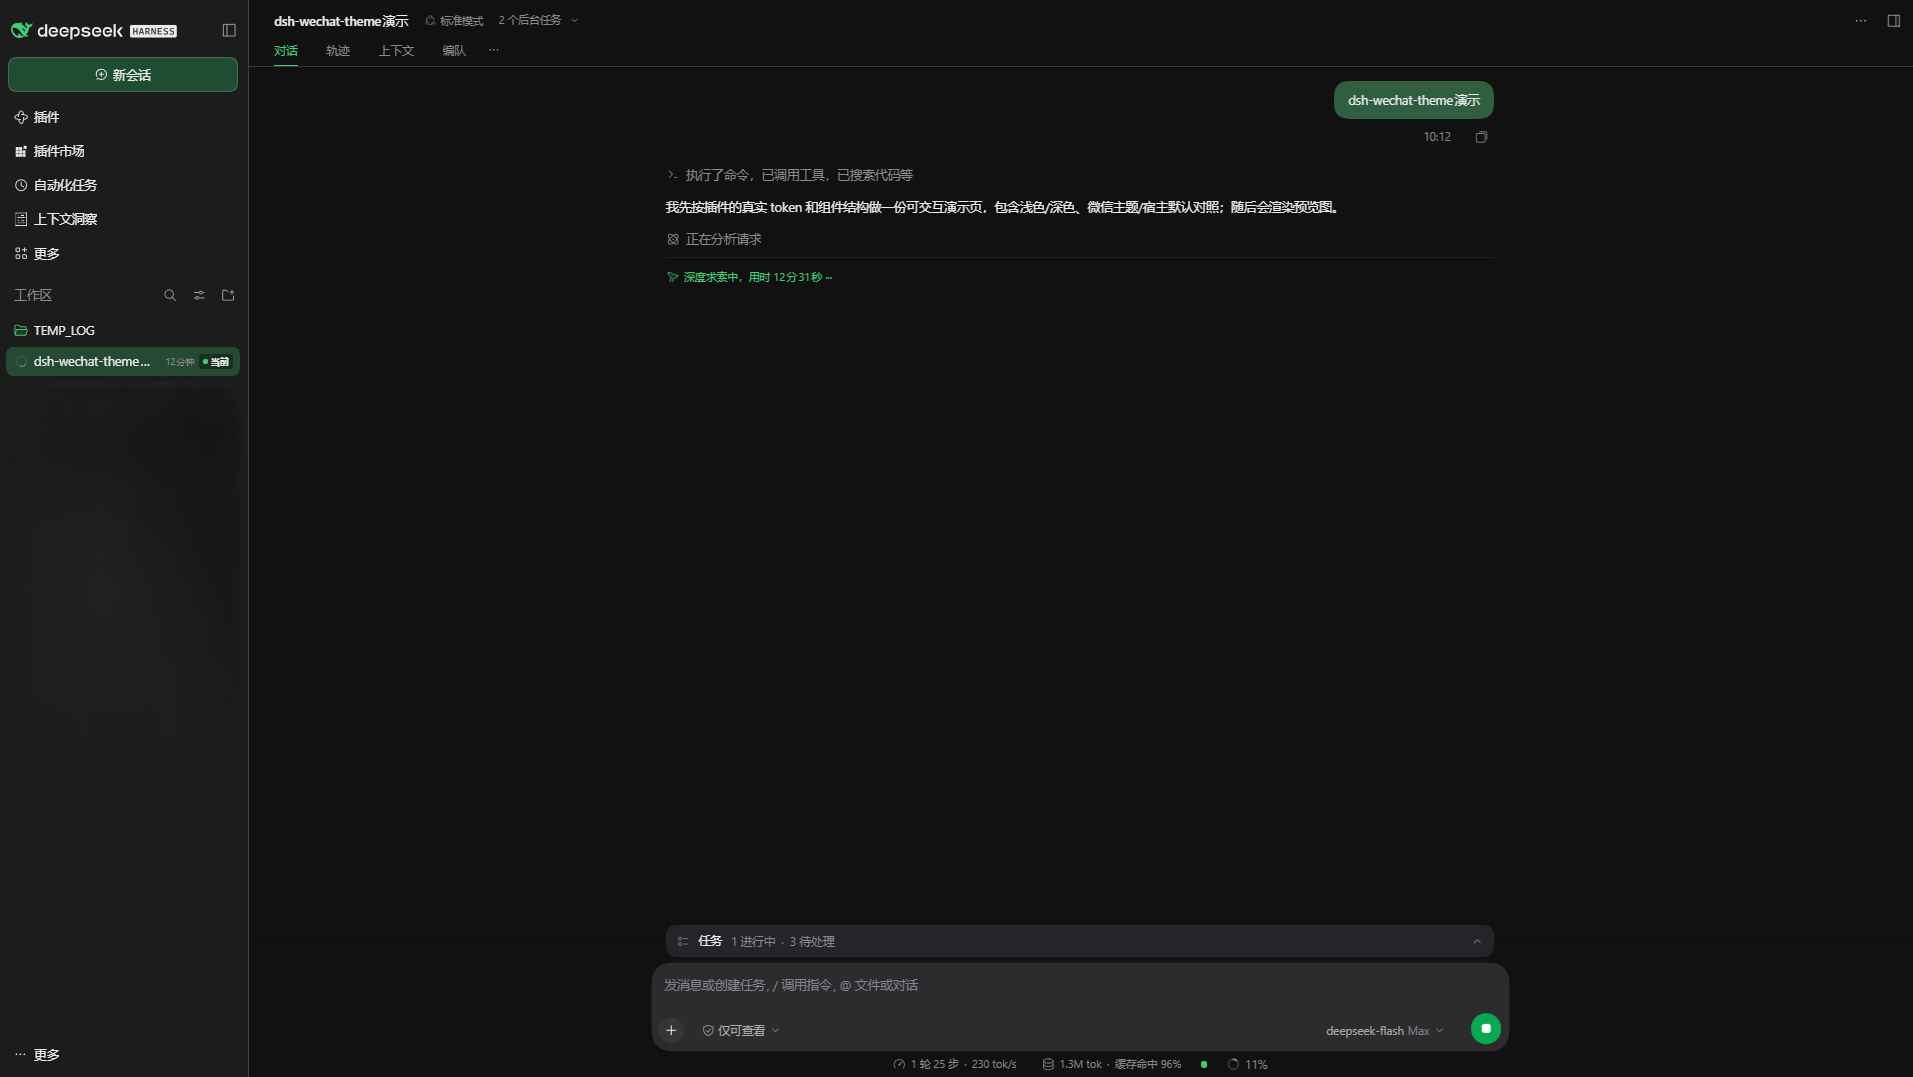 deepseek HARNESS
新会话
插件
插件市场
自动化任务
上下文洞察
更多
工作区
TEMP_LOG
dsh-wechat-theme... 12分钟 当前
更多
dsh-wechat-theme演示 标准模式 2 个后台任务
对话 轨迹 上下文 编队 ...
dsh-wechat-theme演示
10:12
执行了命令，已调用工具，已搜索代码等
我先按插件的真实 token 和组件结构做一份可交互演示页，包含浅色/深色、微信主题/宿主默认对照；随后会渲染预览图。
正在分析请求
深度求索中，用时 12分31秒 ...
任务 1 进行中 · 3 待处理
发消息或创建任务, / 调用指令, @ 文件或对话
仅可查看
deepseek-flash Max
1 轮 25 步 · 230 tok/s 1.3M tok · 缓存命中 96% 11%